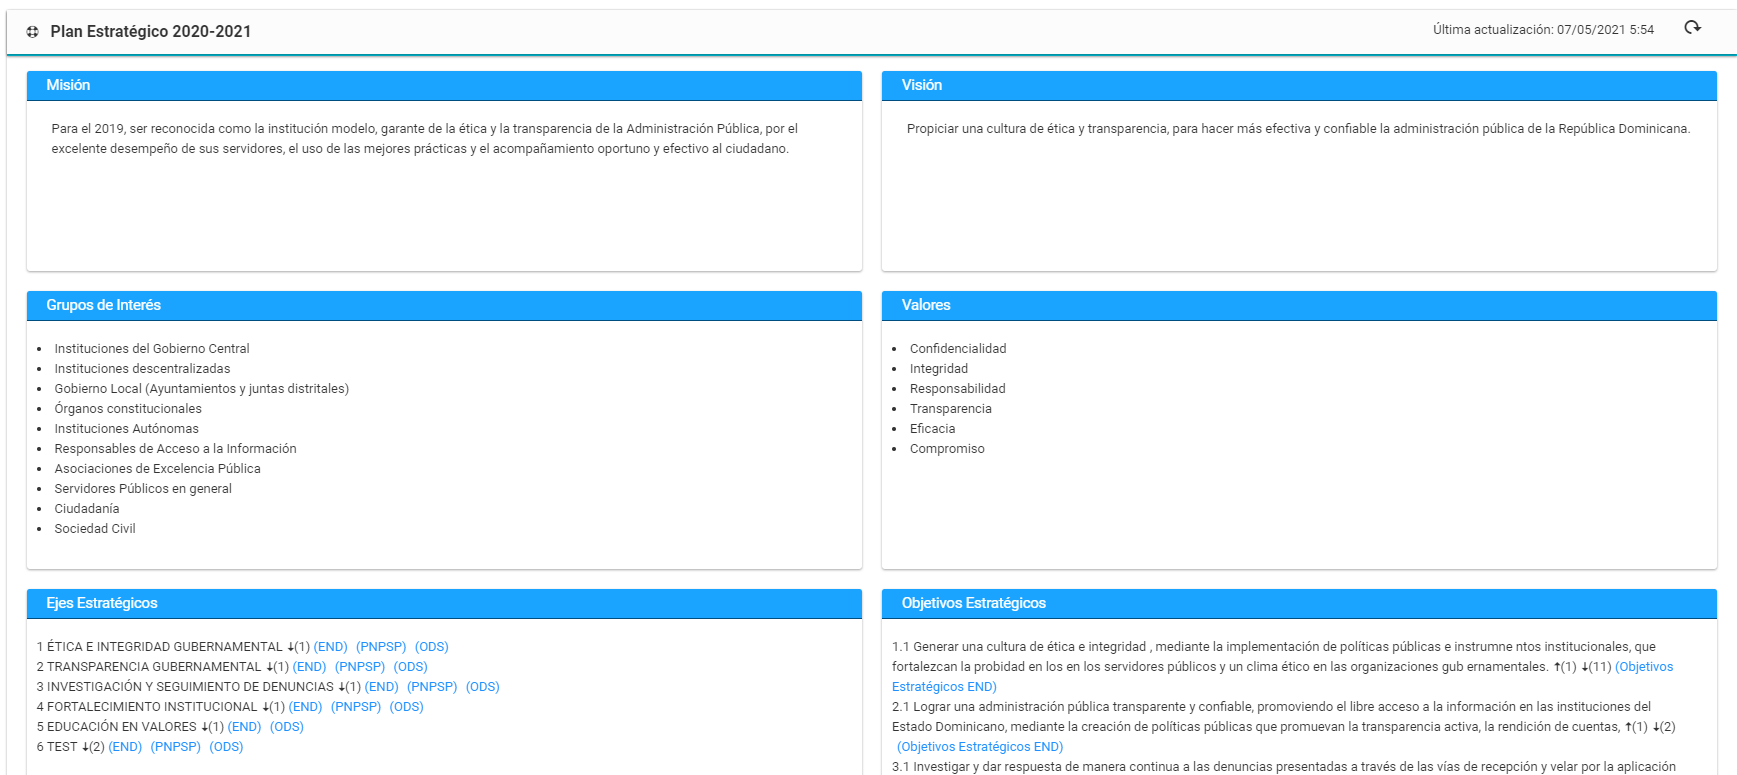 Plan Estratégico 2020-2021
Última actualización: 07/05/2021 5:54
Misión
Para el 2019, ser reconocida como la institución modelo, garante de la ética y la transparencia de la Administración Pública, por el
excelente desempeño de sus servidores, el uso de las mejores prácticas y el acompañamiento oportuno y efectivo al ciudadano.
Visión
Propiciar una cultura de ética y transparencia, para hacer más efectiva y confiable la administración pública de la República Dominicana.
Grupos de Interés
• Instituciones del Gobierno Central
• Instituciones descentralizadas
• Gobierno Local (Ayuntamientos y juntas distritales)
• Órganos constitucionales
• Instituciones Autónomas
• Responsables de Acceso a la Información
• Asociaciones de Excelencia Pública
• Servidores Públicos en general
• Ciudadanía
• Sociedad Civil
Valores
• Confidencialidad
• Integridad
• Responsabilidad
• Transparencia
• Eficacia
• Compromiso
Ejes Estratégicos
1 ÉTICA E INTEGRIDAD GUBERNAMENTAL ↓(1) (END) (PNPSP) (ODS)
2 TRANSPARENCIA GUBERNAMENTAL ↓(1) (END) (PNPSP) (ODS)
3 INVESTIGACIÓN Y SEGUIMIENTO DE DENUNCIAS ↓(1) (END) (PNPSP) (ODS)
4 FORTALECIMIENTO INSTITUCIONAL ↓(1) (END) (PNPSP) (ODS)
5 EDUCACIÓN EN VALORES ↓(1) (END) (ODS)
6 TEST ↓(2) (END) (PNPSP) (ODS)
Objetivos Estratégicos
1.1 Generar una cultura de ética e integridad , mediante la implementación de políticas públicas e instrumne ntos institucionales, que
fortalezcan la probidad en los en los servidores públicos y un clima ético en las organizaciones gub ernamentales. ↑(1) ↓(11) (Objetivos
Estratégicos END)
2.1 Lograr una administración pública transparente y confiable, promoviendo el libre acceso a la información en las instituciones del
Estado Dominicano, mediante la creación de políticas públicas que promuevan la transparencia activa, la rendición de cuentas, ↑(1) ↓(2)
(Objetivos Estratégicos END)
3.1 Investigar y dar respuesta de manera continua a las denuncias presentadas a través de las vías de recepción y velar por la aplicación